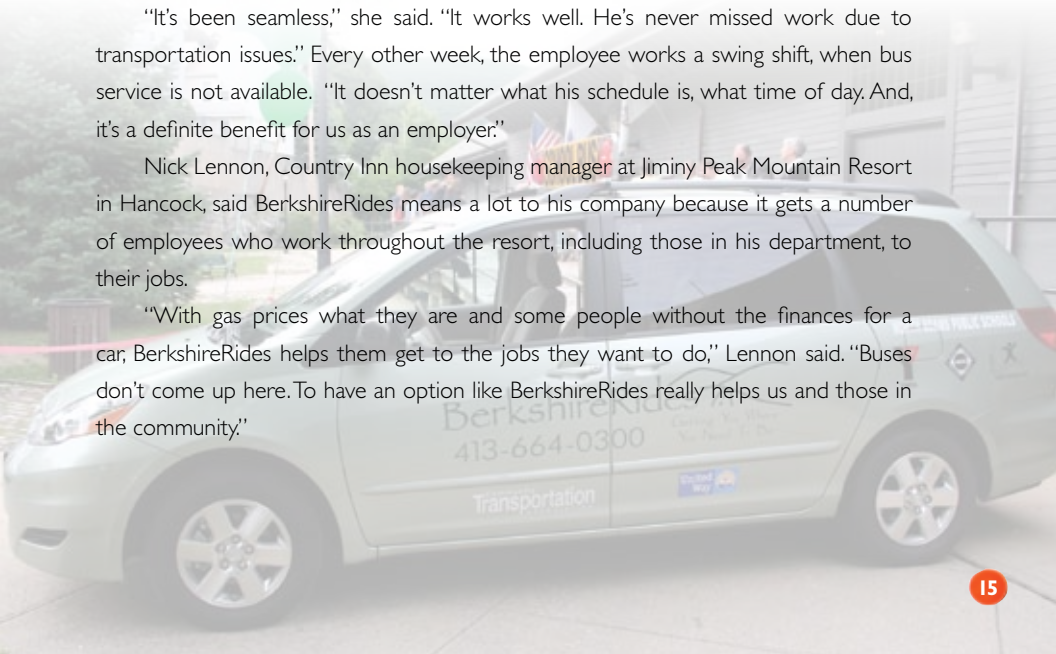 “It’s been seamless,” she said. “It works well. He’s never missed work due to
transportation issues.” Every other week, the employee works a swing shift, when bus
service is not available. “It doesn’t matter what his schedule is, what time of day. And,
it’s a definite benefit for us as an employer.”
Nick Lennon, Country Inn housekeeping manager at Jiminy Peak Mountain Resort
in Hancock, said BerkshireRides means a lot to his company because it gets a number
of employees who work throughout the resort, including those in his department, to
their jobs.
“With gas prices what they are and some people without the finances for a
car, BerkshireRides helps them get to the jobs they want to do,” Lennon said. “Buses
don’t come up here. To have an option like BerkshireRides really helps us and those in
the community.”
BerkshireRides
413-664-0300
Transportation
United
Way
PUBLIC SCHOOLS
15